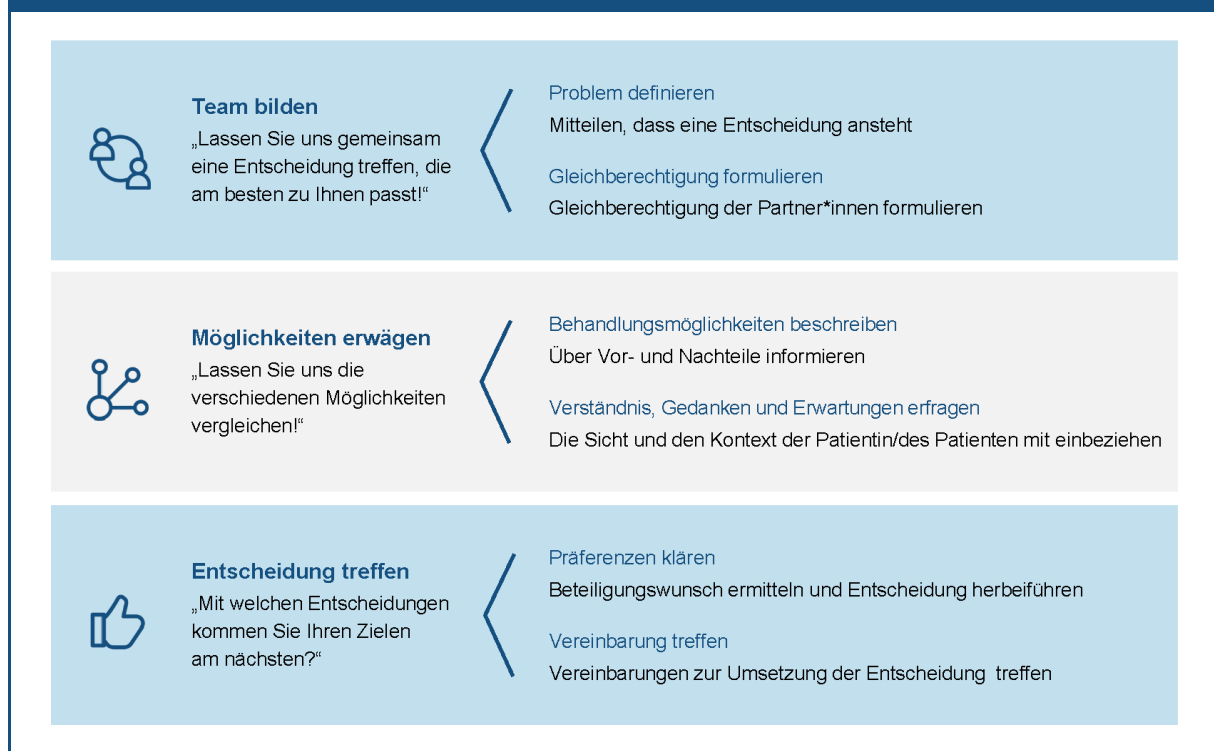 Team bilden
„Lassen Sie uns gemeinsam
eine Entscheidung treffen, die
am besten zu Ihnen passt!“
Problem definieren
Mitteilen, dass eine Entscheidung ansteht
Gleichberechtigung formulieren
Gleichberechtigung der Partner*innen formulieren
Möglichkeiten erwägen
„Lassen Sie uns die
verschiedenen Möglichkeiten
vergleichen!“
Behandlungsmöglichkeiten beschreiben
Über Vor- und Nachteile informieren
Verständnis, Gedanken und Erwartungen erfragen
Die Sicht und den Kontext der Patientin/des Patienten mit einbeziehen
Entscheidung treffen
„Mit welchen Entscheidungen
kommen Sie Ihren Zielen
am nächsten?“
Präferenzen klären
Beteiligungswunsch ermitteln und Entscheidung herbeiführen
Vereinbarung treffen
Vereinbarungen zur Umsetzung der Entscheidung  treffen